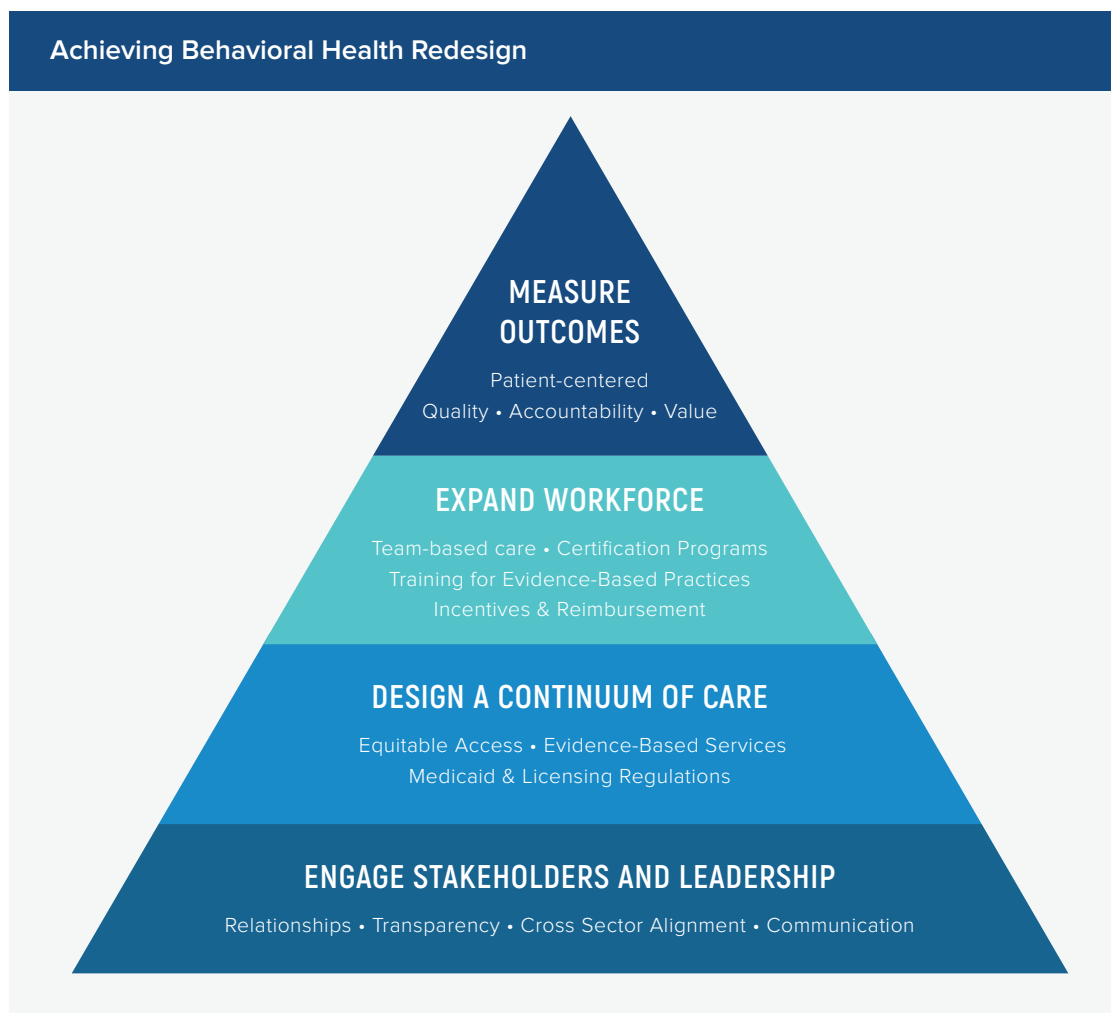 Achieving Behavioral Health Redesign
MEASURE
OUTCOMES
Patient-centered
Quality • Accountability • Value
EXPAND WORKFORCE
Team-based care • Certification Programs
Training for Evidence-Based Practices
Incentives & Reimbursement
DESIGN A CONTINUUM OF CARE
Equitable Access • Evidence-Based Services
Medicaid & Licensing Regulations
ENGAGE STAKEHOLDERS AND LEADERSHIP
Relationships • Transparency • Cross Sector Alignment • Communication